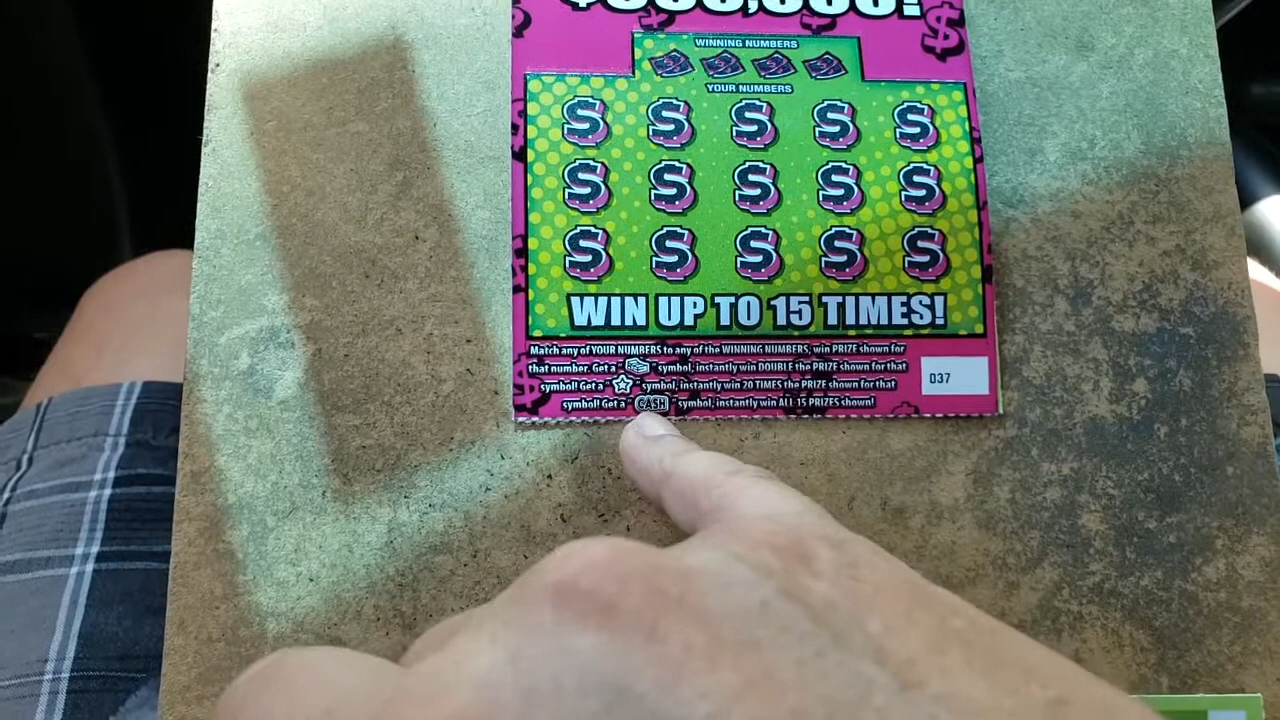 WINNING NUMBERS
YOUR NUMBERS
S S S S S
S S S S S
S S S S S
WIN UP TO 15 TIMES!
Match any of YOUR NUMBERS to any of the WINNING NUMBERS, win PRIZE shown for
that number. Get a " " symbol, instantly win DOUBLE the PRIZE shown for that
symbol! Get a " " symbol, instantly win 20 TIMES the PRIZE shown for that
symbol! Get a "CASH" symbol, instantly win ALL 15 PRIZES shown!
037